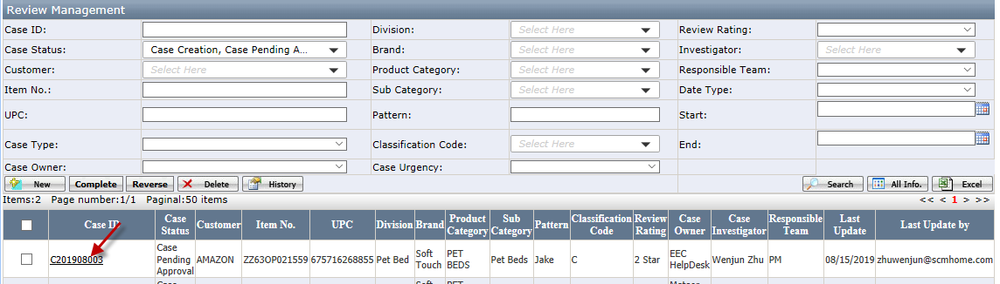 Review Management
Case ID: Division: Select Here Review Rating:
Case Status: Case Creation, Case Pending A... Brand: Select Here Investigator: Select Here
Customer: Select Here Product Category: Select Here Responsible Team:
Item No.: Sub Category: Select Here Date Type:
UPC: Pattern: Start:
Case Type: Classification Code: Select Here End:
Case Owner: Case Urgency:
New Complete Reverse Delete History Search All Info. Excel
Items:2 Page number:1/1 Paginal:50 items << < 1 > >>
Case ID Case Status Customer Item No. UPC Division Brand Product Category Sub Category Pattern Classification Code Review Rating Case Owner Case Investigator Responsible Team Last Update Last Update by
C201908003 Case Pending Approval AMAZON ZZ63OP021559 675716268855 Pet Bed Soft Touch PET BEDS Pet Beds Jake C 2 Star EEC HelpDesk Wenjun Zhu PM 08/15/2019 zhuwenjun@scmhome.com